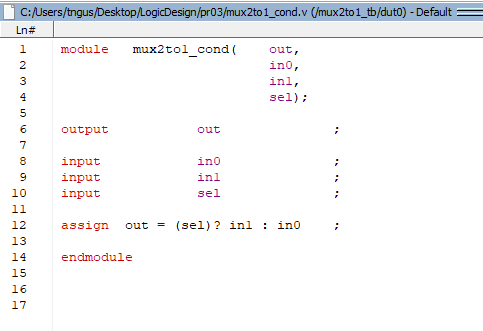 C:/Users/tngus/Desktop/LogicDesign/pr03/mux2to1_cond.v (/mux2to1_tb/dut0) - Default
Ln#
1 module mux2to1_cond( out,
2 in0,
3 in1,
4 sel);
5
6 output out ;
7
8 input in0 ;
9 input in1 ;
10 input sel ;
11
12 assign out = (sel)? in1 : in0 ;
13
14 endmodule
15
16
17